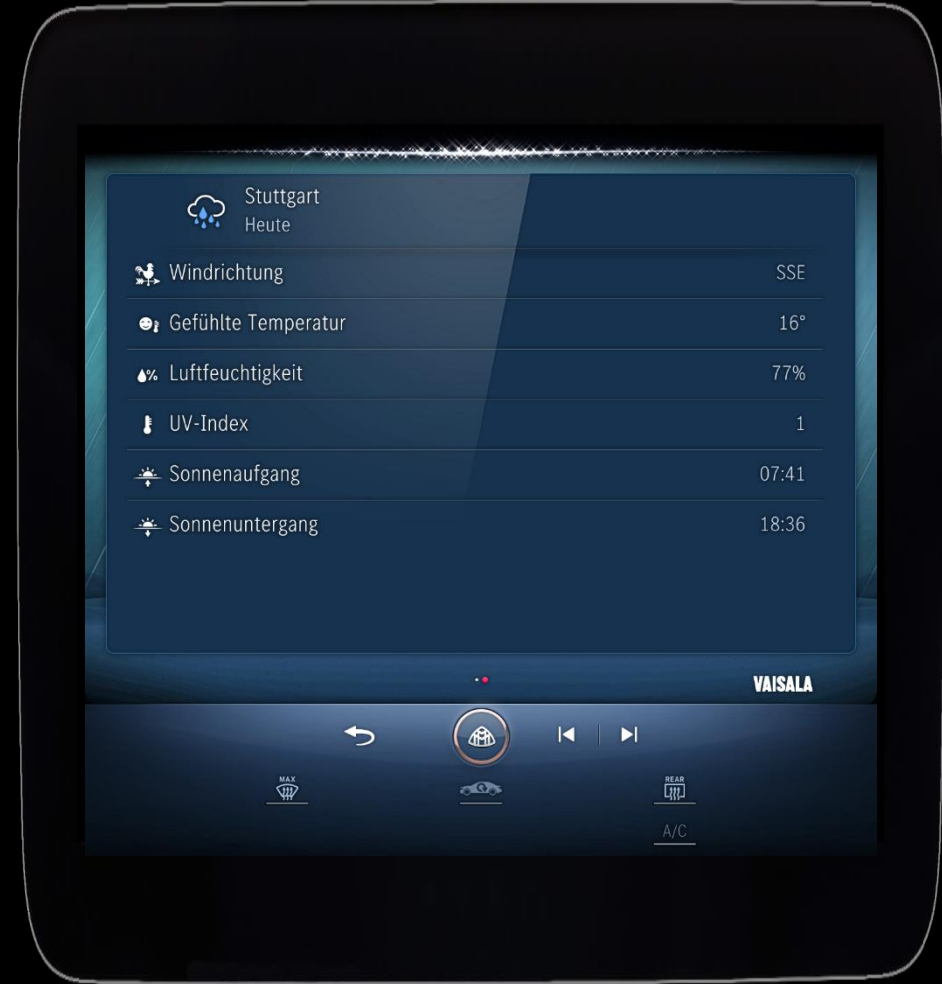 Stuttgart
Heute
Windrichtung SSE
Gefühlte Temperatur 16°
% Luftfeuchtigkeit 77%
UV-Index 1
Sonnenaufgang 07:41
Sonnenuntergang 18:36
VAISALA
MAX
REAR
A/C